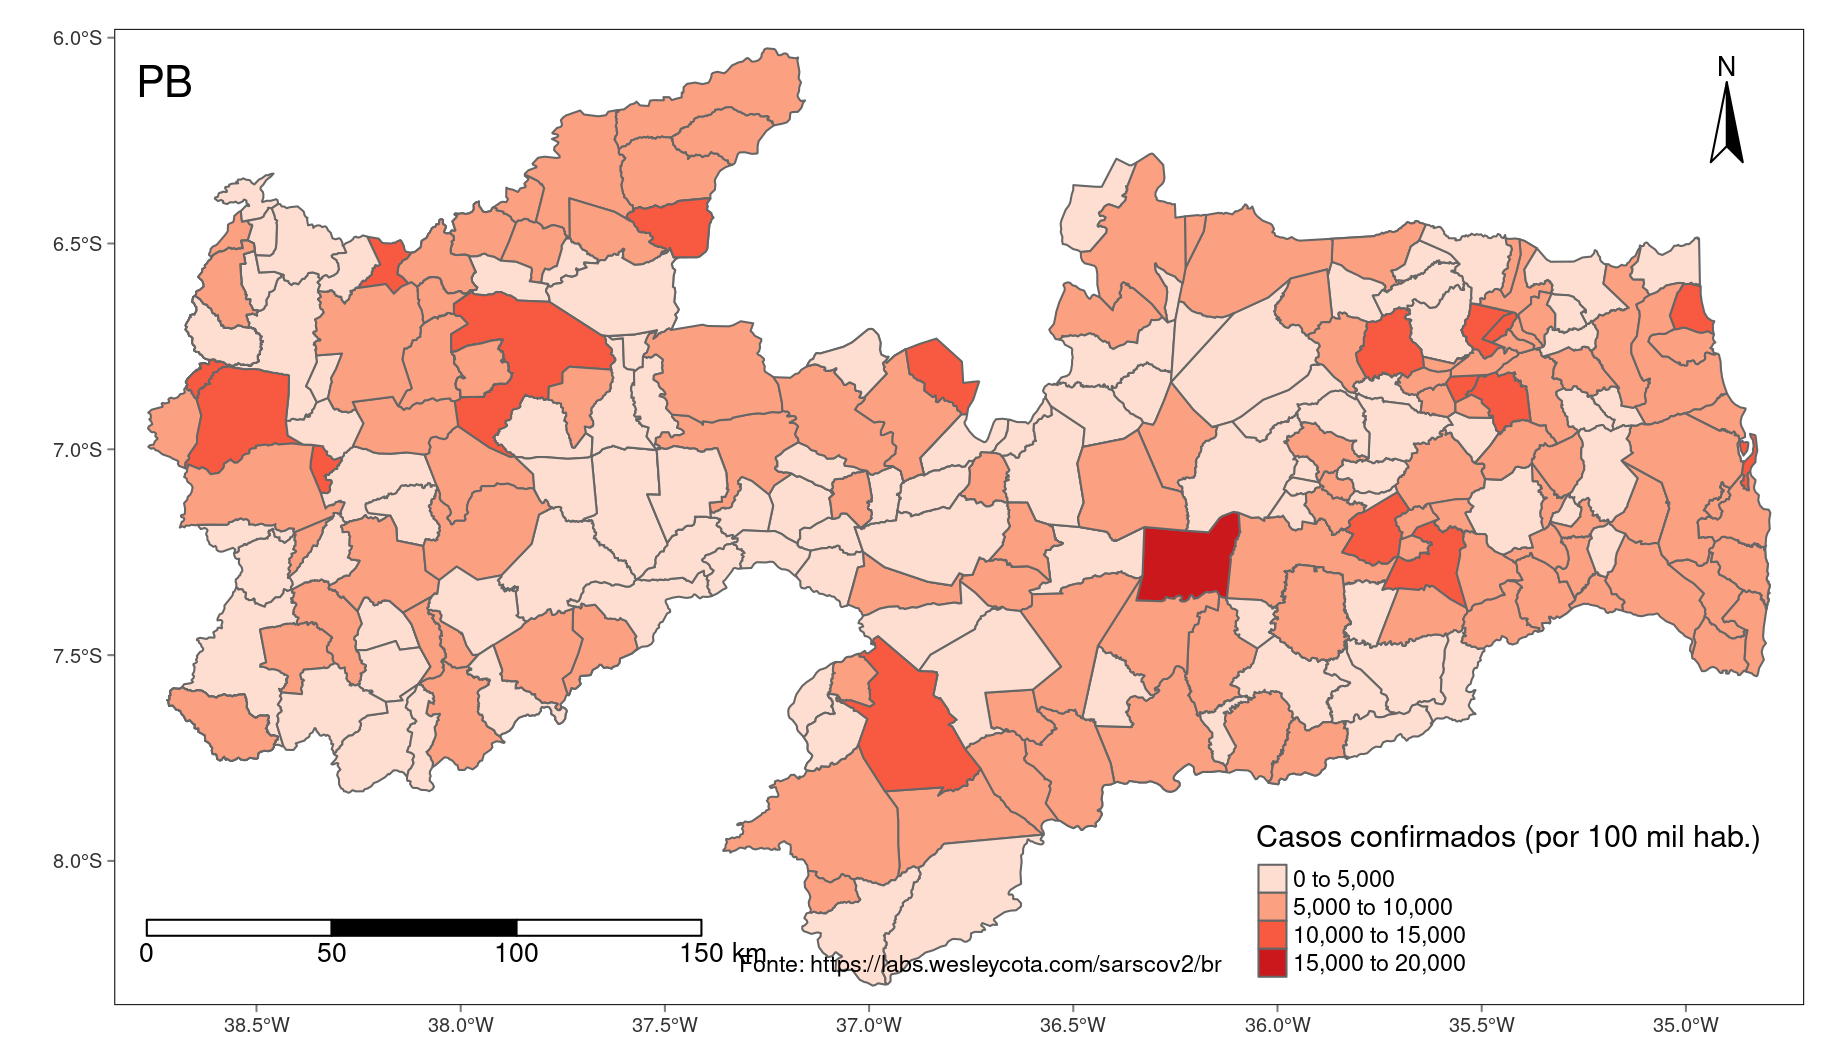 PB
N
6.0°S
6.5°S
7.0°S
7.5°S
8.0°S
Casos confirmados (por 100 mil hab.)
0 to 5,000
5,000 to 10,000
10,000 to 15,000
15,000 to 20,000
0 50 100 150 km
Fonte: https://labs.wesleycota.com/sarscov2/br
38.5°W 38.0°W 37.5°W 37.0°W 36.5°W 36.0°W 35.5°W 35.0°W